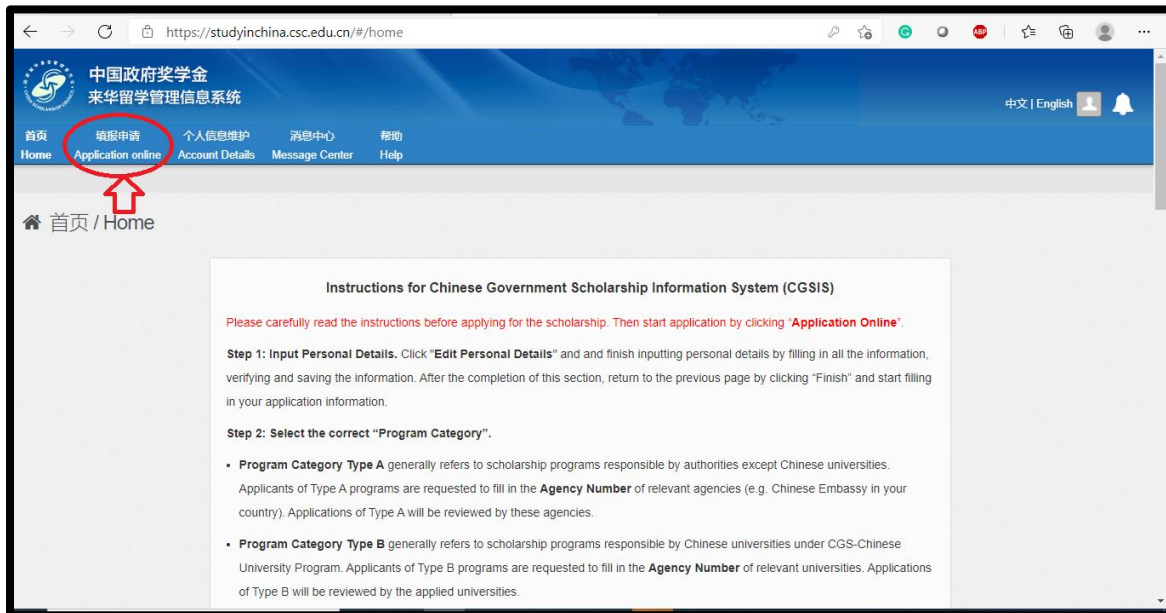 https://studyinchina.csc.edu.cn/#/home
ABP
中国政府奖学金
来华留学管理信息系统
中文 | English
首页 填报申请 个人信息维护 消息中心 帮助
Home Application online Account Details Message Center Help
首页 / Home
Instructions for Chinese Government Scholarship Information System (CGSIS)
Please carefully read the instructions before applying for the scholarship. Then start application by clicking “Application Online”.
Step 1: Input Personal Details. Click "Edit Personal Details" and and finish inputting personal details by filling in all the information,
verifying and saving the information. After the completion of this section, return to the previous page by clicking “Finish” and start filling
in your application information.
Step 2: Select the correct “Program Category”.
• Program Category Type A generally refers to scholarship programs responsible by authorities except Chinese universities.
Applicants of Type A programs are requested to fill in the Agency Number of relevant agencies (e.g. Chinese Embassy in your
country). Applications of Type A will be reviewed by these agencies.
• Program Category Type B generally refers to scholarship programs responsible by Chinese universities under CGS-Chinese
University Program. Applicants of Type B programs are requested to fill in the Agency Number of relevant universities. Applications
of Type B will be reviewed by the applied universities.